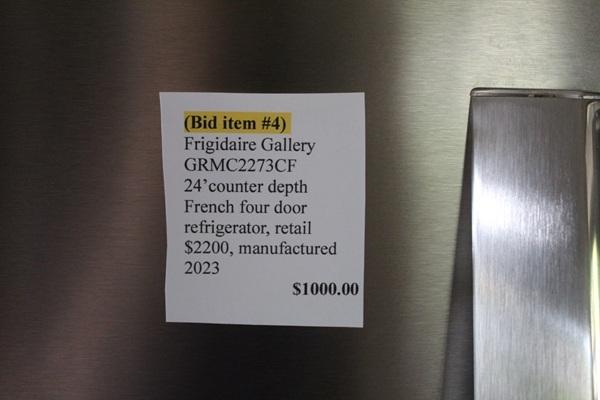 (Bid item #4)
Frigidaire Gallery
GRMC2273CF
24’counter depth
French four door
refrigerator, retail
$2200, manufactured
2023
$1000.00